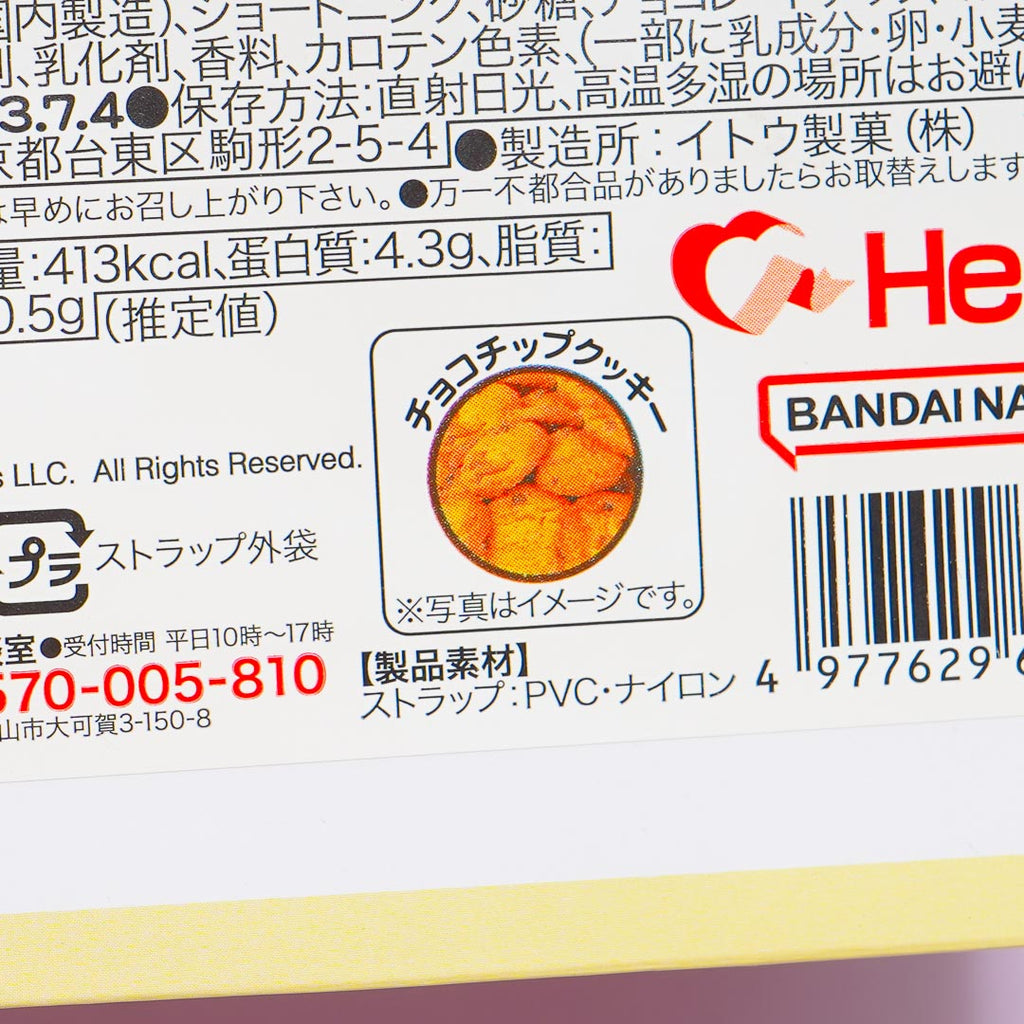 国内製造)、ショートニング、砂糖、チョコレートチップ
、乳化剤、香料、カロテン色素、(一部に乳成分・卵・小麦
3.7.4●保存方法:直射日光、高温多湿の場所はお避け
京都台東区駒形2-5-4 ●製造所:イトウ製菓(株)
は早めにお召し上がり下さい。●万一不都合品がありましたらお取替えします
量:413kcal、蛋白質:4.3g、脂質:
0.5g(推定値)
He
チョコチップクッキー
BANDAI NA
s LLC. All Rights Reserved.
プラ ストラップ外袋
※写真はイメージです。
室●受付時間 平日10時〜17時
570-005-810
山市大可賀3-150-8
【製品素材】
ストラップ:PVC・ナイロン
4 977629 6